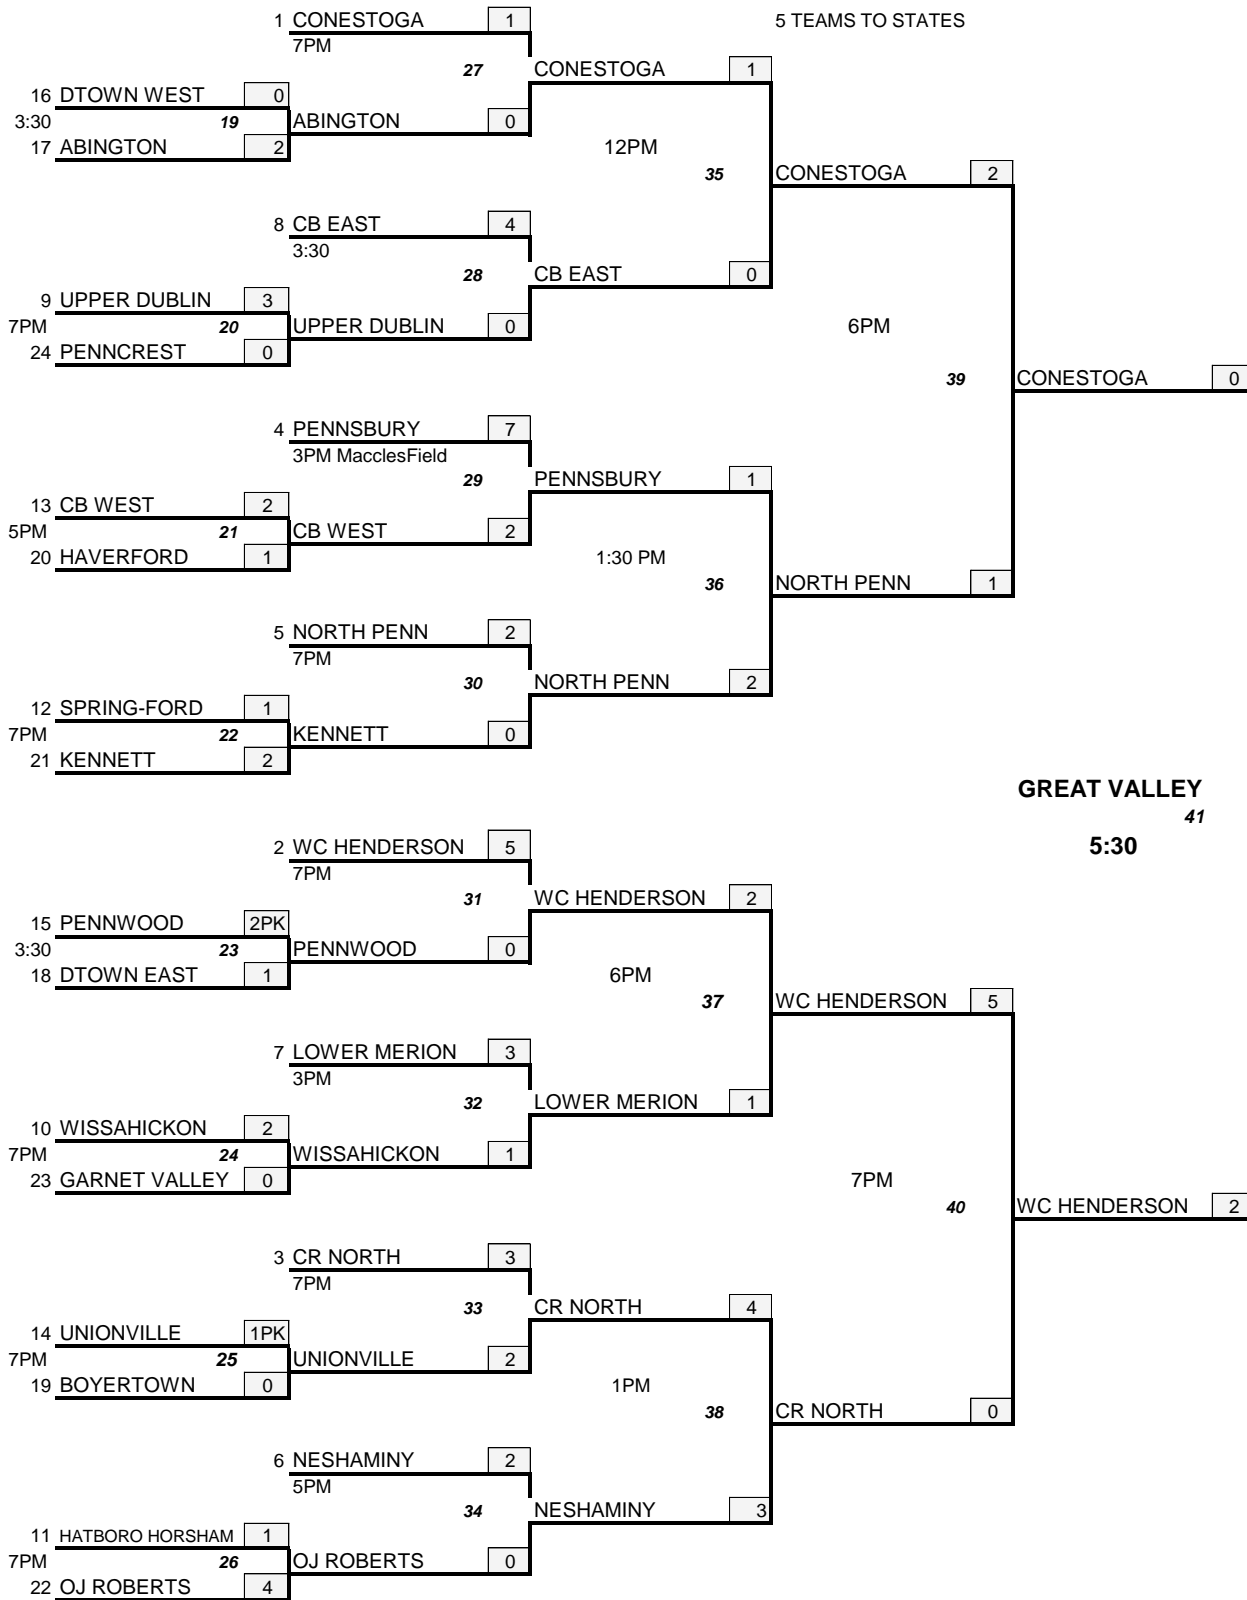 1 CONESTOGA 1 5 TEAMS TO STATES
7PM
27 CONESTOGA 1
16 DTOWN WEST 0
3:30 19 ABINGTON 0
17 ABINGTON 2 12PM
35 CONESTOGA 2
8 CB EAST 4
3:30
28 CB EAST 0
9 UPPER DUBLIN 3
7PM 20 UPPER DUBLIN 0 6PM
24 PENNCREST 0
39 CONESTOGA 0
4 PENNSBURY 7
3PM MacclesField
29 PENNSBURY 1
13 CB WEST 2
5PM 21 CB WEST 2
20 HAVERFORD 1 1:30 PM
36 NORTH PENN 1
5 NORTH PENN 2
7PM
30 NORTH PENN 2
12 SPRING-FORD 1
7PM 22 KENNETT 0
21 KENNETT 2
GREAT VALLEY
41
5:30
2 WC HENDERSON 5
7PM
31 WC HENDERSON 2
15 PENNWOOD 2PK
3:30 23 PENNWOOD 0
18 DTOWN EAST 1 6PM
37 WC HENDERSON 5
7 LOWER MERION 3
3PM
32 LOWER MERION 1
10 WISSAHICKON 2
7PM 24 WISSAHICKON 1
23 GARNET VALLEY 0 7PM
40 WC HENDERSON 2
3 CR NORTH 3
7PM
33 CR NORTH 4
14 UNIONVILLE 1PK
7PM 25 UNIONVILLE 2
19 BOYERTOWN 0 1PM
38 CR NORTH 0
6 NESHAMINY 2
5PM
34 NESHAMINY 3
11 HATBORO HORSHAM 1
7PM 26 OJ ROBERTS 0
22 OJ ROBERTS 4